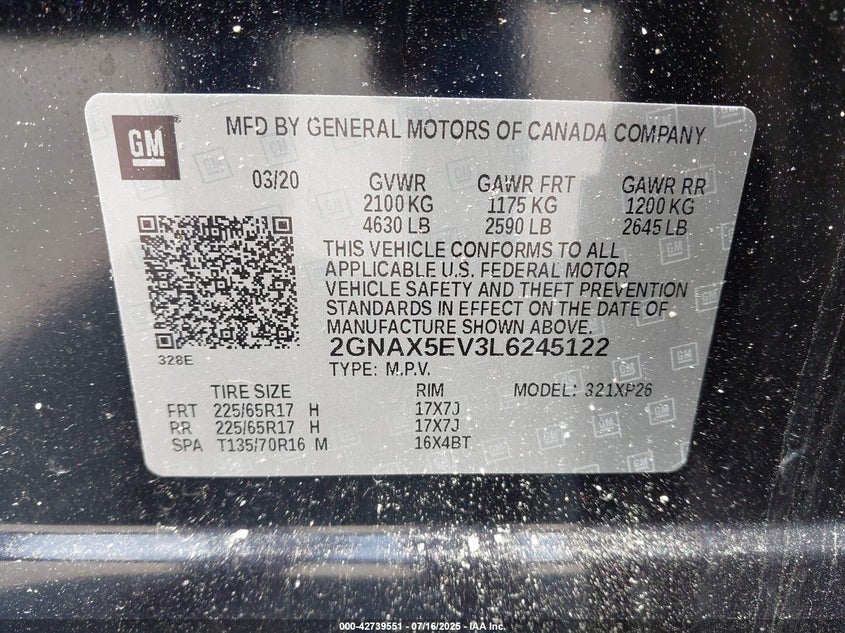 GM
MFD BY GENERAL MOTORS OF CANADA COMPANY
03/20 GVWR GAWR FRT GAWR RR
2100 KG 1175 KG 1200 KG
4630 LB 2590 LB 2645 LB
THIS VEHICLE CONFORMS TO ALL
APPLICABLE U.S. FEDERAL MOTOR
VEHICLE SAFETY AND THEFT PREVENTION
STANDARDS IN EFFECT ON THE DATE OF
MANUFACTURE SHOWN ABOVE.
2GNAX5EV3L6245122
328E
TYPE: M.P.V.
TIRE SIZE RIM MODEL: 321XP26
FRT 225/65R17 H 17X7J
RR 225/65R17 H 17X7J
SPA T135/70R16 M 16X4BT
000-42739551 - 07/16/2025 - IAA Inc.